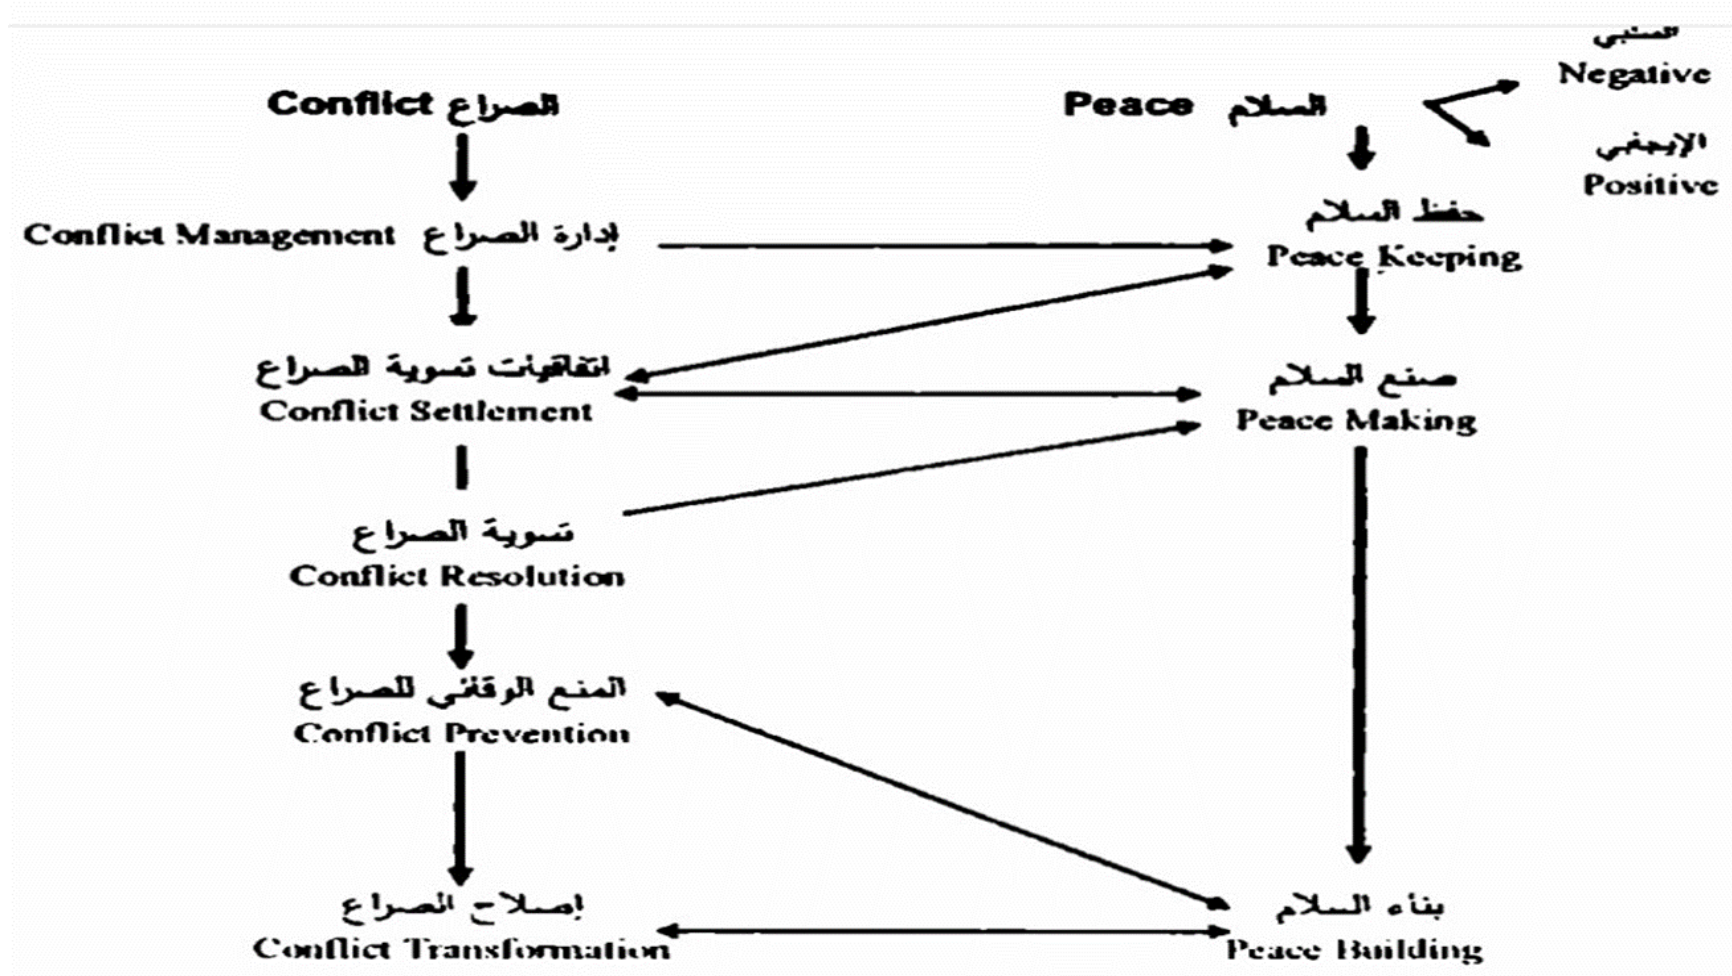 السلبي
Negative
Conflict الصراع
Peace السلام
الإيجابي
Positive
حفظ السلام
Peace Keeping
Conflict Management إدارة الصراع
اتفاقيات تسوية الصراع
Conflict Settlement
صنع السلام
Peace Making
تسوية الصراع
Conflict Resolution
المنع الوقائي للصراع
Conflict Prevention
إصلاح الصراع
Conflict Transformation
بناء السلام
Peace Building